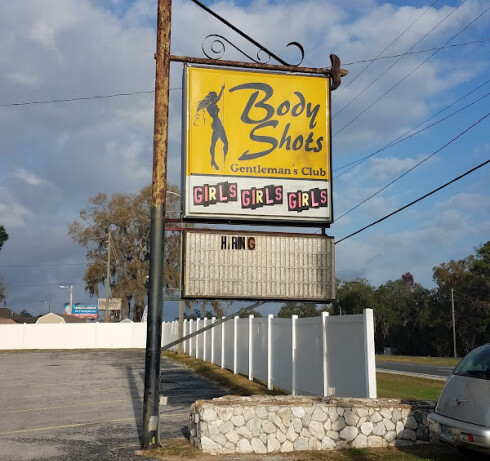 Body
Shots
Gentleman's Club
GIRLS GIRLS GIRLS
HIRING